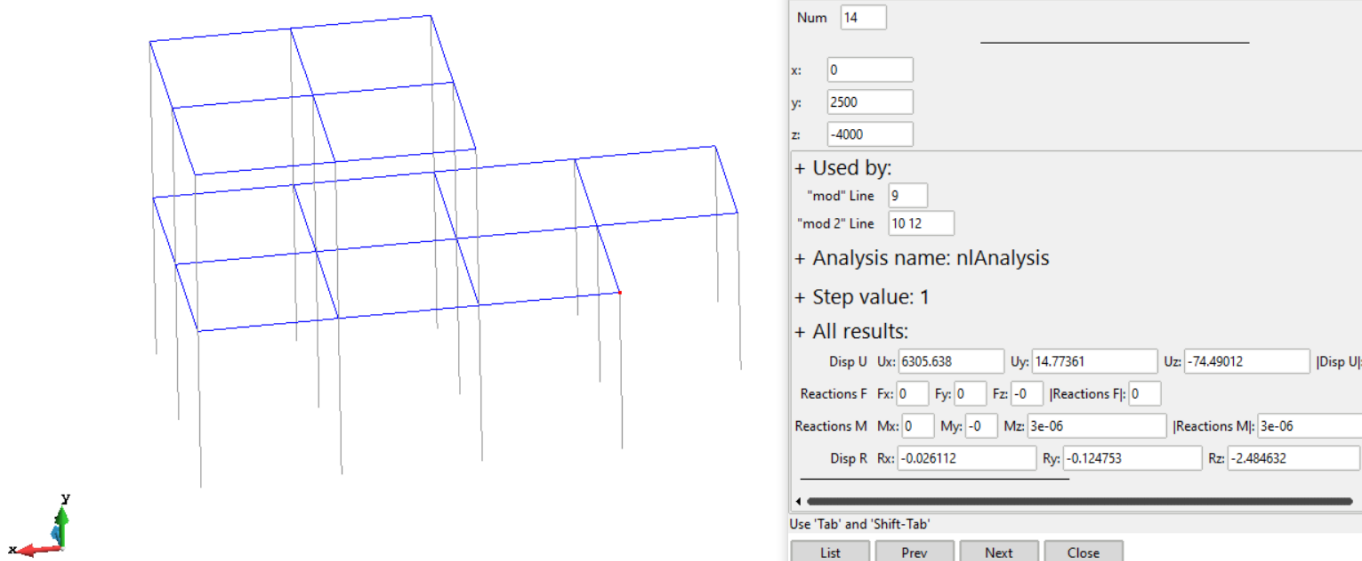 Num 14
x: 0
y: 2500
z: -4000
+ Used by:
"mod" Line 9
"mod 2" Line 10 12
+ Analysis name: nlAnalysis
+ Step value: 1
+ All results:
Disp U Ux: 6305.638 Uy: 14.77361 Uz: -74.49012 |Disp U|:
Reactions F Fx: 0 Fy: 0 Fz: -0 |Reactions F|: 0
Reactions M Mx: 0 My: -0 Mz: 3e-06 |Reactions M|: 3e-06
Disp R Rx: -0.026112 Ry: -0.124753 Rz: -2.484632
Use 'Tab' and 'Shift-Tab'
List Prev Next Close
y
x